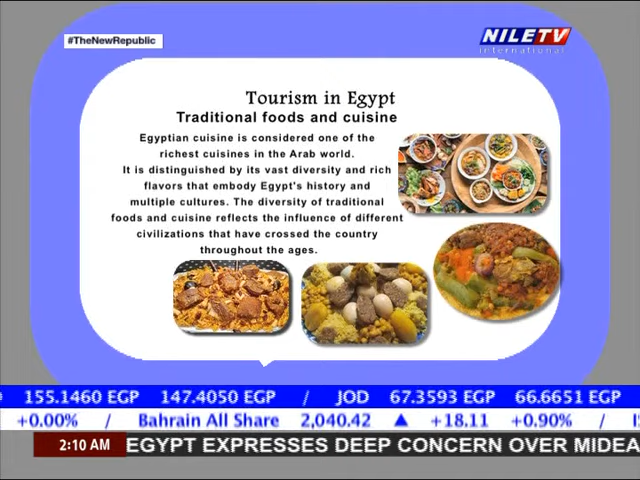 #TheNewRepublic
NILE TV
international
Tourism in Egypt
Traditional foods and cuisine
Egyptian cuisine is considered one of the
richest cuisines in the Arab world.
It is distinguished by its vast diversity and rich
flavors that embody Egypt's history and
multiple cultures. The diversity of traditional
foods and cuisine reflects the influence of different
civilizations that have crossed the country
throughout the ages.
155.1460 EGP 147.4050 EGP / JOD 67.3593 EGP 66.6651 EGP
+0.00% / Bahrain All Share 2,040.42 ▲ +18.11 +0.90% /
2:10 AM EGYPT EXPRESSES DEEP CONCERN OVER MIDEA